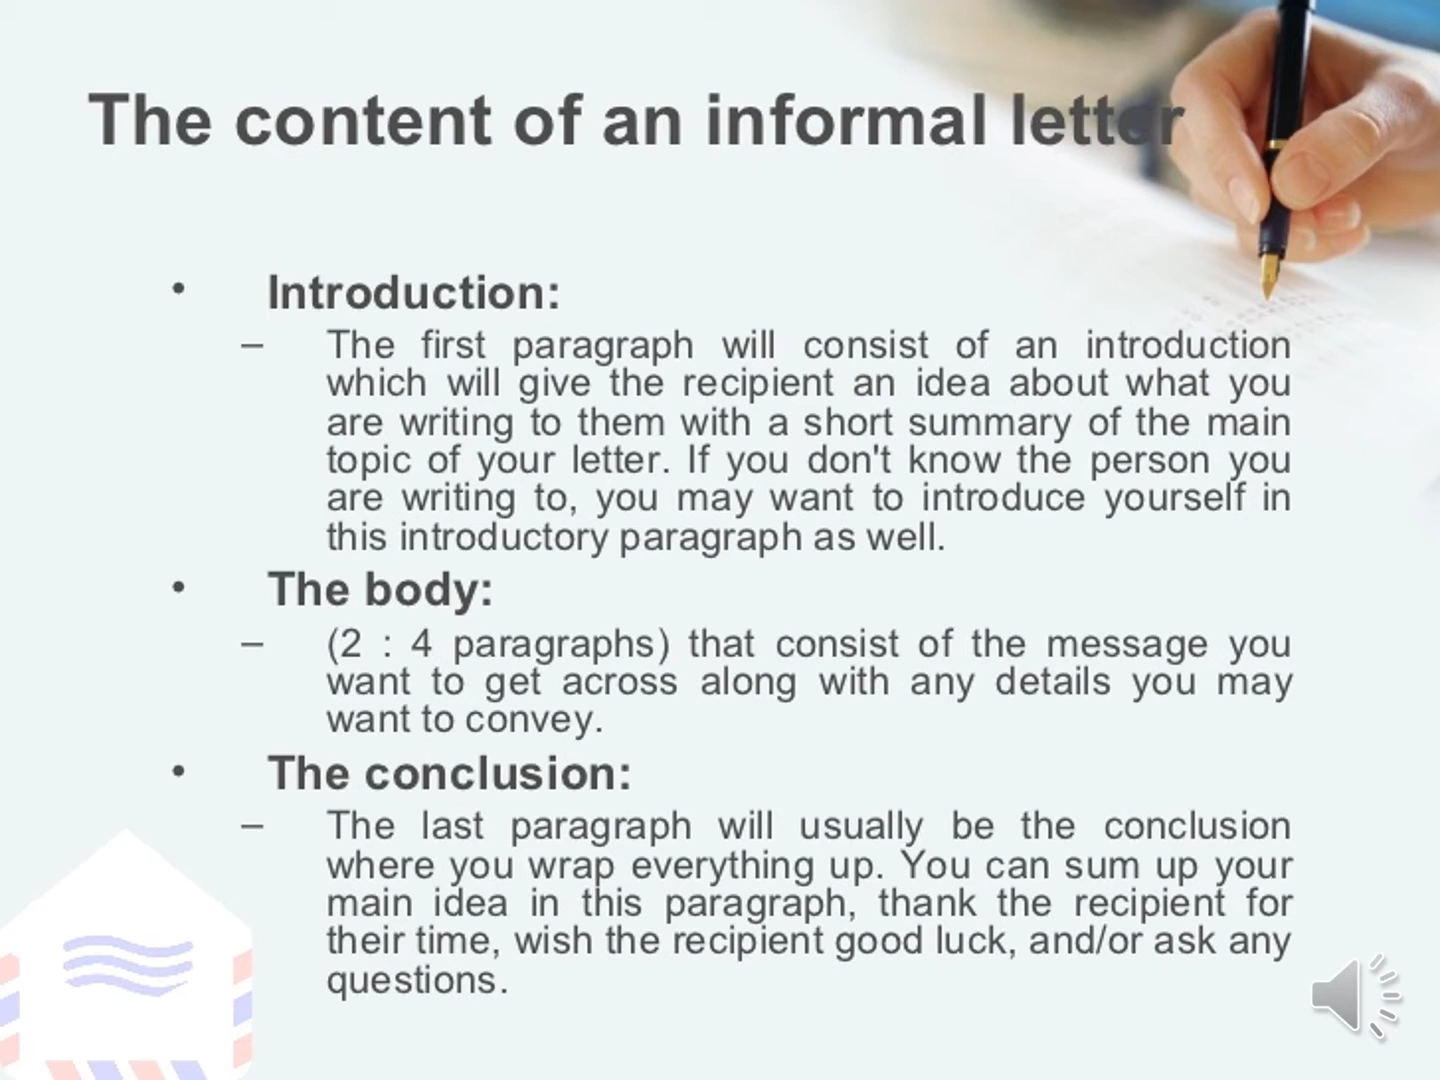 The content of an informal letter
• Introduction:
– The first paragraph will consist of an introduction
which will give the recipient an idea about what you
are writing to them with a short summary of the main
topic of your letter. If you don't know the person you
are writing to, you may want to introduce yourself in
this introductory paragraph as well.
• The body:
– (2 : 4 paragraphs) that consist of the message you
want to get across along with any details you may
want to convey.
• The conclusion:
– The last paragraph will usually be the conclusion
where you wrap everything up. You can sum up your
main idea in this paragraph, thank the recipient for
their time, wish the recipient good luck, and/or ask any
questions.